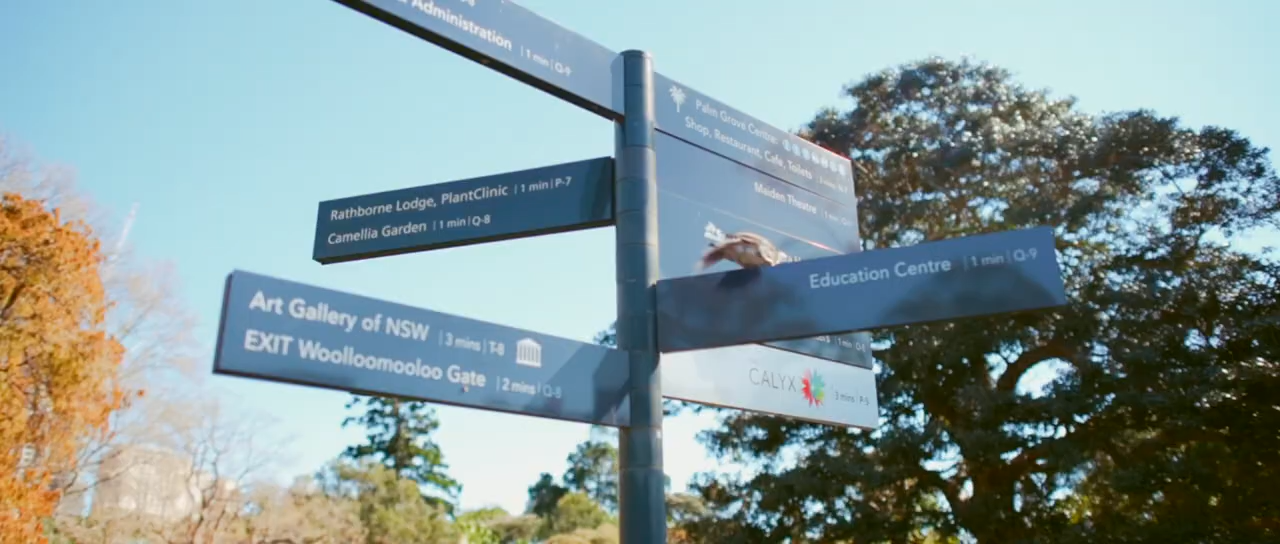 Administration | 1 min | Q-9
Palm Grove Centre:
Shop, Restaurant, Cafe, Toilets
Maiden Theatre
Rathborne Lodge, PlantClinic | 1 min | P-7
Camellia Garden | 1 min | Q-8
Education Centre | 1 min | Q-9
Art Gallery of NSW | 3 mins | T-8
EXIT Woolloomooloo Gate | 2 mins | Q-8
CALYX 3 mins | P-9